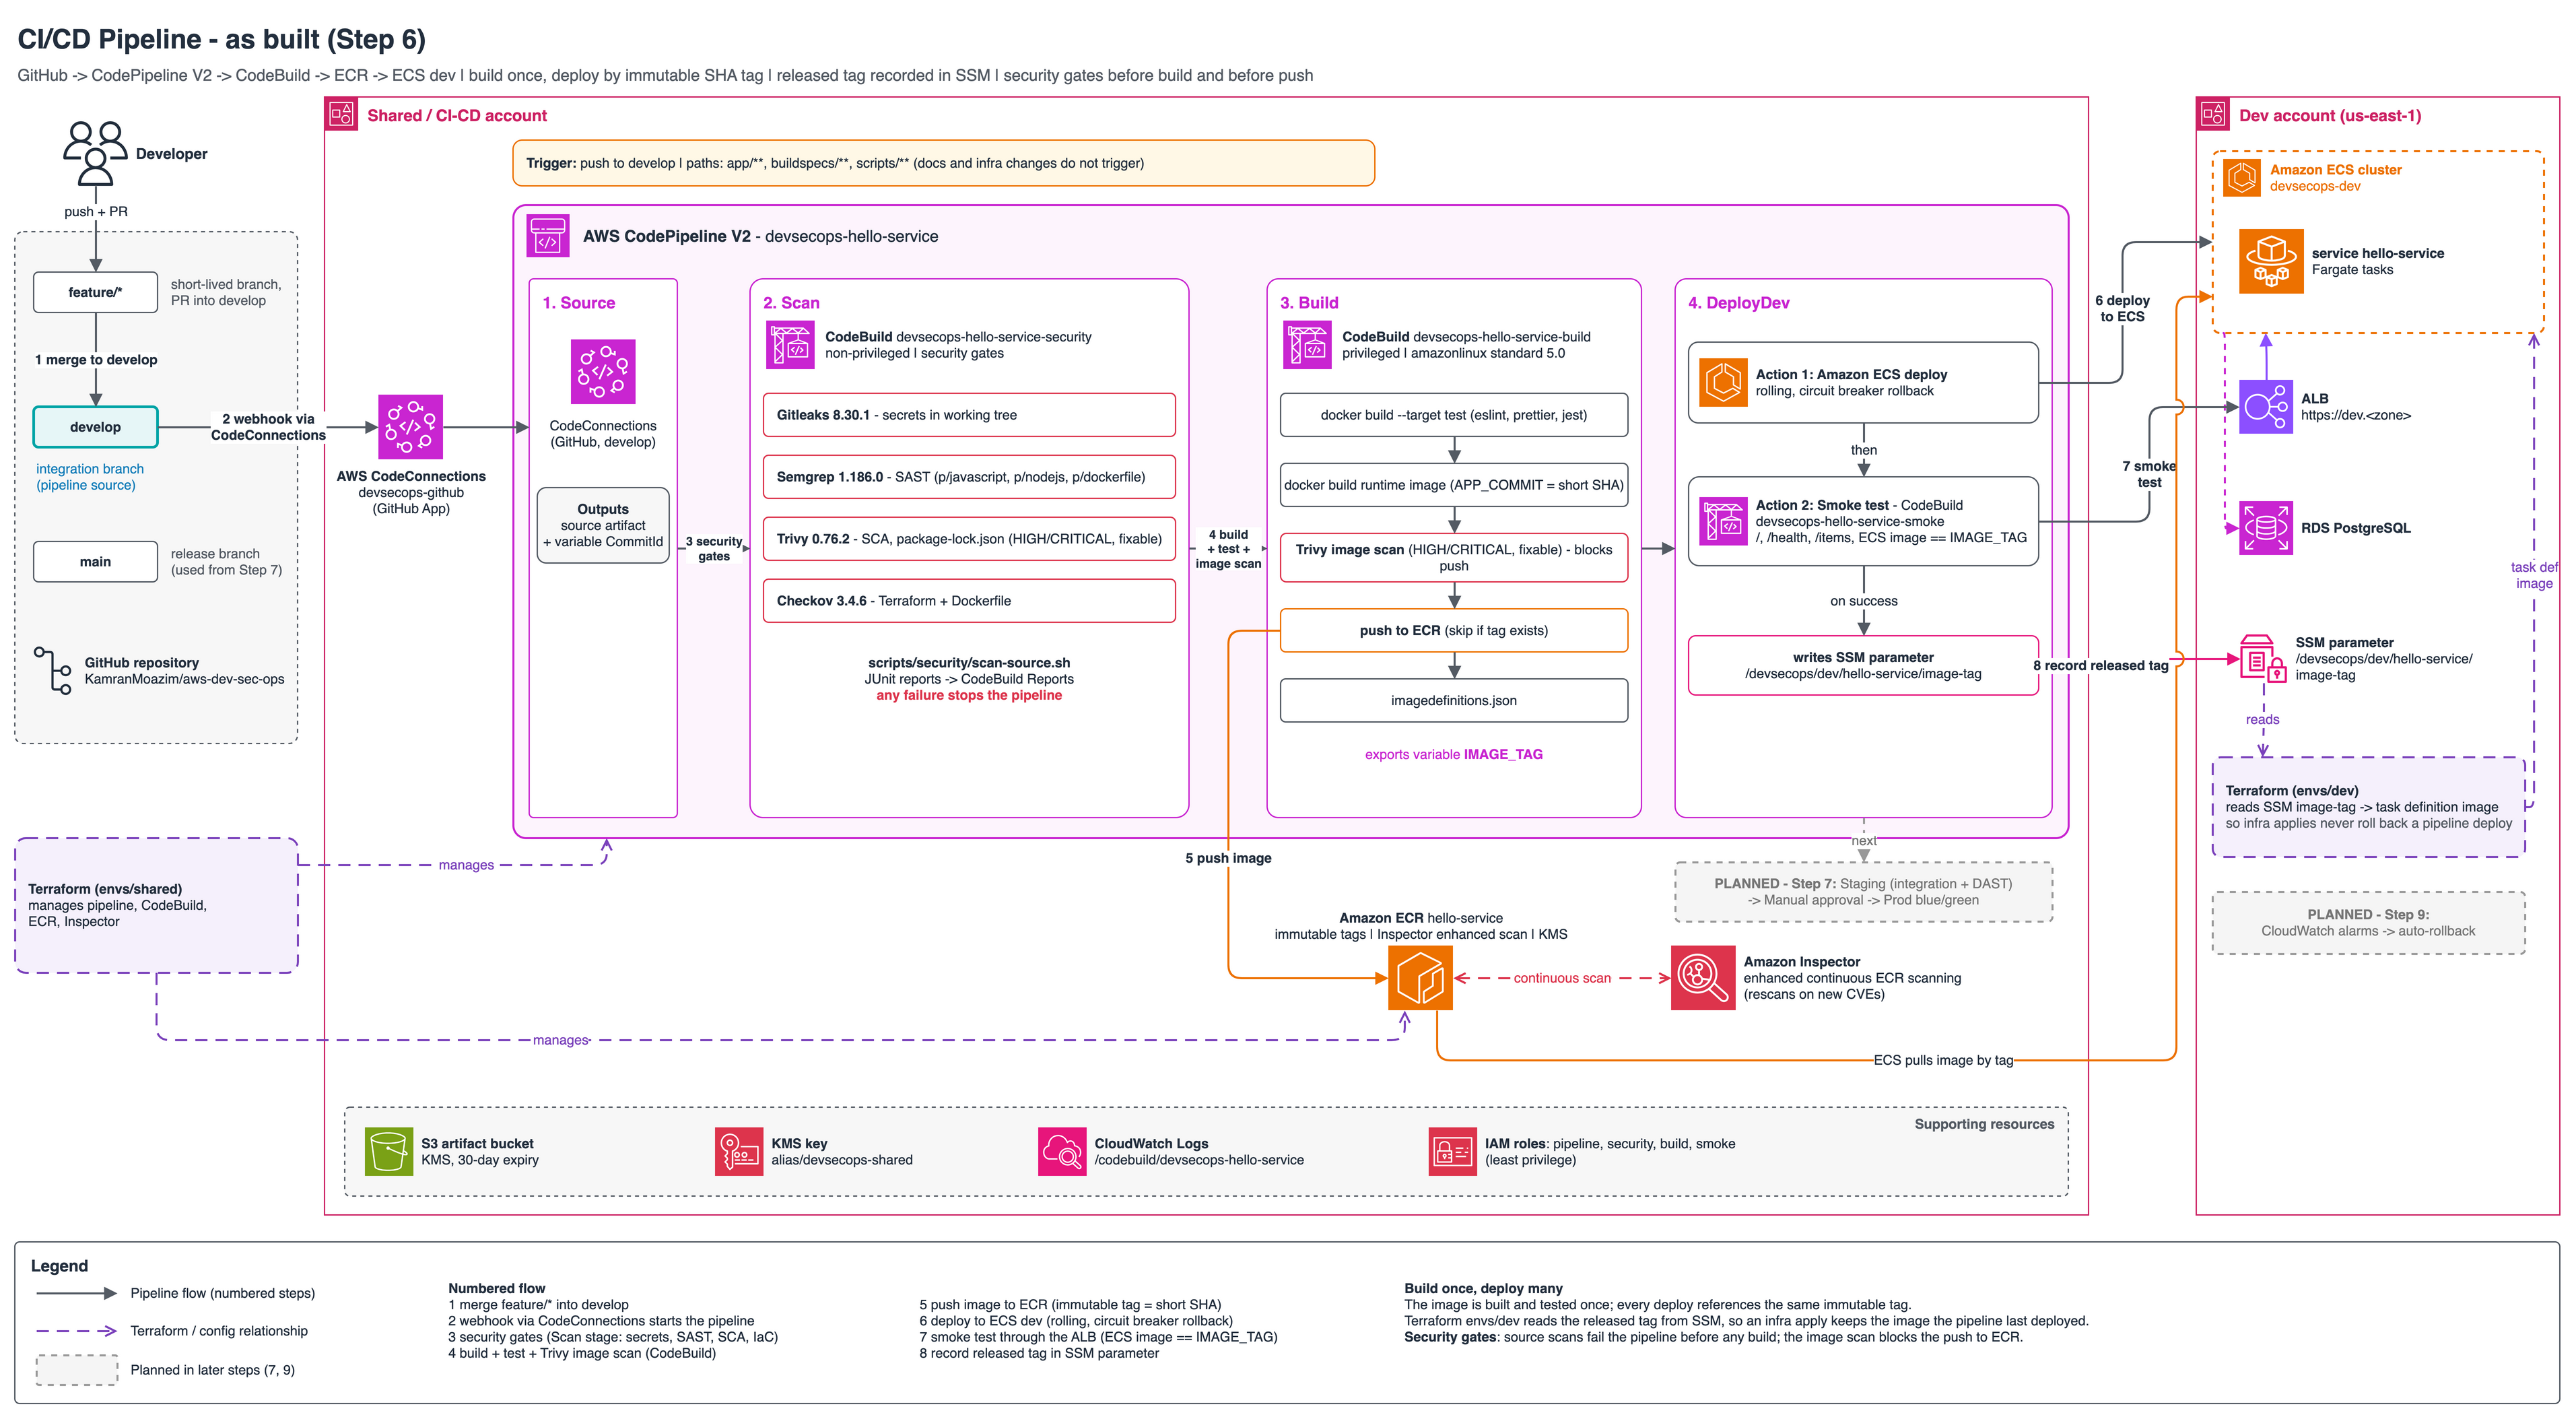 CI/CD Pipeline - as built (Step 6)
GitHub -> CodePipeline V2 -> CodeBuild -> ECR -> ECS dev | build once, deploy by immutable SHA tag | released tag recorded in SSM | security gates before build and before push
Developer
push + PR
feature/*
short-lived branch,
PR into develop
1 merge to develop
develop
integration branch
(pipeline source)
main
release branch
(used from Step 7)
GitHub repository
KamranMoazim/aws-dev-sec-ops
2 webhook via
CodeConnections
Terraform (envs/shared)
manages pipeline, CodeBuild,
ECR, Inspector
manages
manages
Shared / CI-CD account
Trigger: push to develop | paths: app/**, buildspecs/**, scripts/** (docs and infra changes do not trigger)
AWS CodeConnections
devsecops-github
(GitHub App)
AWS CodePipeline V2 - devsecops-hello-service
1. Source
CodeConnections
(GitHub, develop)
Outputs
source artifact
+ variable CommitId
3 security
gates
2. Scan
CodeBuild devsecops-hello-service-security
non-privileged | security gates
Gitleaks 8.30.1 - secrets in working tree
Semgrep 1.186.0 - SAST (p/javascript, p/nodejs, p/dockerfile)
Trivy 0.76.2 - SCA, package-lock.json (HIGH/CRITICAL, fixable)
Checkov 3.4.6 - Terraform + Dockerfile
scripts/security/scan-source.sh
JUnit reports -> CodeBuild Reports
any failure stops the pipeline
4 build
+ test +
image scan
3. Build
CodeBuild devsecops-hello-service-build
privileged | amazonlinux standard 5.0
docker build --target test (eslint, prettier, jest)
docker build runtime image (APP_COMMIT = short SHA)
Trivy image scan (HIGH/CRITICAL, fixable) - blocks
push
push to ECR (skip if tag exists)
imagedefinitions.json
exports variable IMAGE_TAG
4. DeployDev
Action 1: Amazon ECS deploy
rolling, circuit breaker rollback
then
Action 2: Smoke test - CodeBuild
devsecops-hello-service-smoke
/, /health, /items, ECS image == IMAGE_TAG
on success
writes SSM parameter
/devsecops/dev/hello-service/image-tag
next
PLANNED - Step 7: Staging (integration + DAST)
-> Manual approval -> Prod blue/green
5 push image
Amazon ECR hello-service
immutable tags | Inspector enhanced scan | KMS
continuous scan
Amazon Inspector
enhanced continuous ECR scanning
(rescans on new CVEs)
ECS pulls image by tag
6 deploy
to ECS
7 smoke
test
8 record released tag
Dev account (us-east-1)
Amazon ECS cluster
devsecops-dev
service hello-service
Fargate tasks
ALB
https://dev.<zone>
RDS PostgreSQL
task def
image
SSM parameter
/devsecops/dev/hello-service/
image-tag
reads
Terraform (envs/dev)
reads SSM image-tag -> task definition image
so infra applies never roll back a pipeline deploy
PLANNED - Step 9:
CloudWatch alarms -> auto-rollback
Supporting resources
S3 artifact bucket
KMS, 30-day expiry
KMS key
alias/devsecops-shared
CloudWatch Logs
/codebuild/devsecops-hello-service
IAM roles: pipeline, security, build, smoke
(least privilege)
Legend
Pipeline flow (numbered steps)
Terraform / config relationship
Planned in later steps (7, 9)
Numbered flow
1 merge feature/* into develop
2 webhook via CodeConnections starts the pipeline
3 security gates (Scan stage: secrets, SAST, SCA, IaC)
4 build + test + Trivy image scan (CodeBuild)
5 push image to ECR (immutable tag = short SHA)
6 deploy to ECS dev (rolling, circuit breaker rollback)
7 smoke test through the ALB (ECS image == IMAGE_TAG)
8 record released tag in SSM parameter
Build once, deploy many
The image is built and tested once; every deploy references the same immutable tag.
Terraform envs/dev reads the released tag from SSM, so an infra apply keeps the image the pipeline last deployed.
Security gates: source scans fail the pipeline before any build; the image scan blocks the push to ECR.